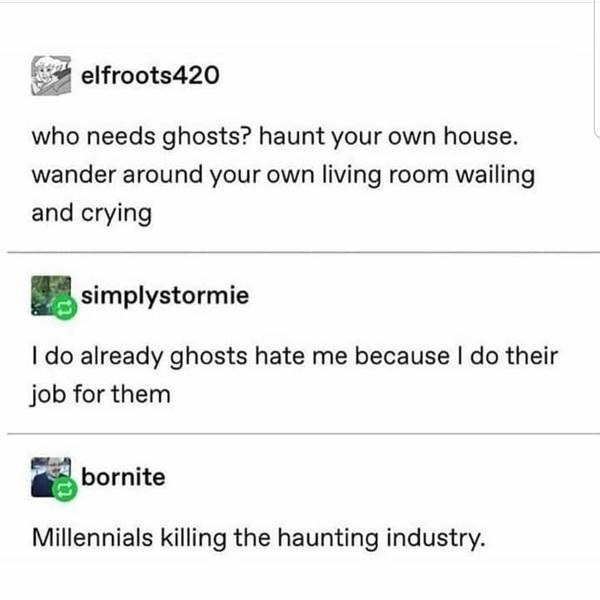 elfroots420
who needs ghosts? haunt your own house.
wander around your own living room wailing
and crying
simplystormie
I do already ghosts hate me because I do their
job for them
bornite
Millennials killing the haunting industry.